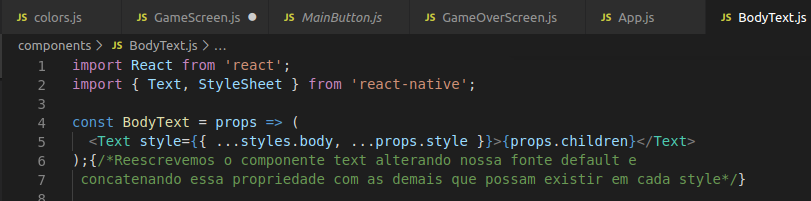 JS colors.js JS GameScreen.js ● JS MainButton.js JS GameOverScreen.js JS App.js JS BodyText.js
components > JS BodyText.js > ...
1 import React from 'react';
2 import { Text, StyleSheet } from 'react-native';
3
4 const BodyText = props => (
5 <Text style={{ ...styles.body, ...props.style }}>{props.children}</Text>
6 );{/*Reescrevemos o componente text alterando nossa fonte default e
7 concatenando essa propriedade com as demais que possam existir em cada style*/}
8